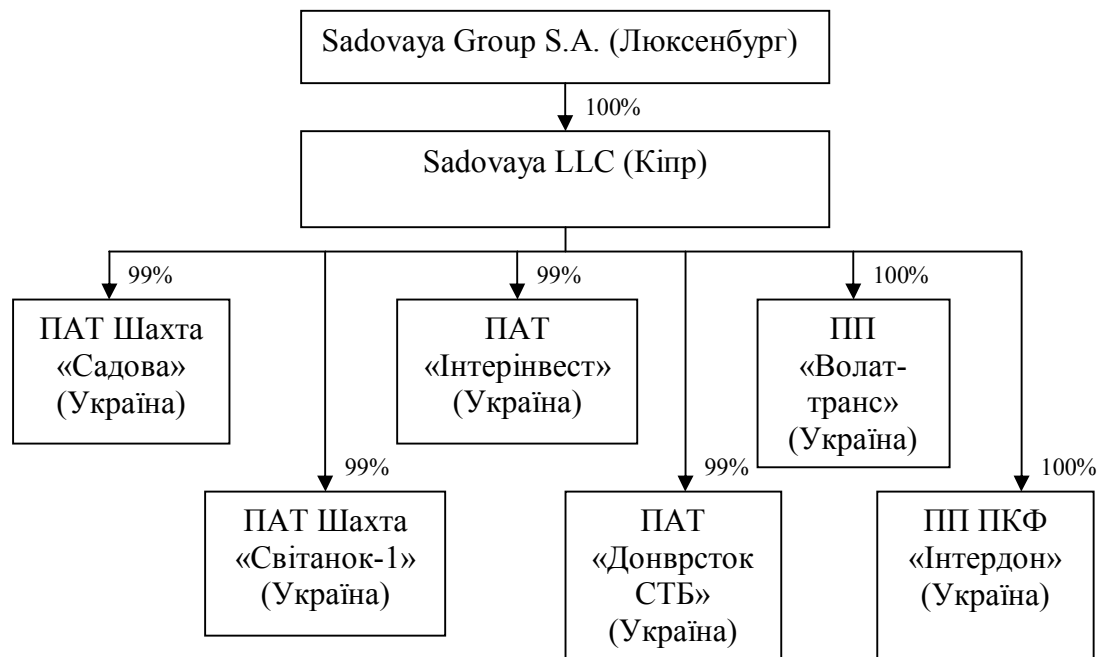 Sadovaya Group S.A. (Люксенбург)
100%
Sadovaya LLC (Кіпр)
99%
99%
100%
ПАТ Шахта
«Садова»
(Україна)
ПАТ
«Інтерінвест»
(Україна)
ПП
«Волат-
транс»
(Україна)
99%
99%
100%
ПАТ Шахта
«Світанок-1»
(Україна)
ПАТ
«Донврсток
СТБ»
(Україна)
ПП ПКФ
«Інтердон»
(Україна)